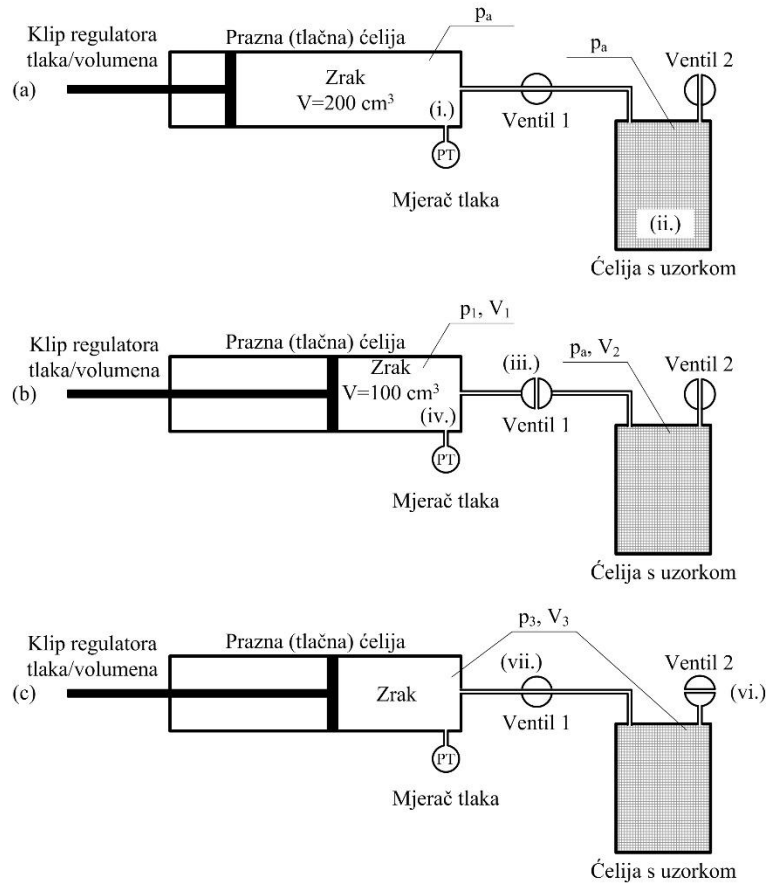 pₐ
Klip regulatora
tlaka/volumena
Prazna (tlačna) ćelija
pₐ
Ventil 2
(a)
Zrak
V=200 cm³
(i.)
Ventil 1
PT
Mjerač tlaka
(ii.)
Ćelija s uzorkom
p₁, V₁
Klip regulatora
tlaka/volumena
Prazna (tlačna) ćelija
(iii.)
pₐ, V₂
Ventil 2
(b)
Zrak
V=100 cm³
(iv.)
Ventil 1
PT
Mjerač tlaka
Ćelija s uzorkom
p₃, V₃
Klip regulatora
tlaka/volumena
Prazna (tlačna) ćelija
(vii.)
Ventil 2
(c)
Zrak
(vi.)
Ventil 1
PT
Mjerač tlaka
Ćelija s uzorkom